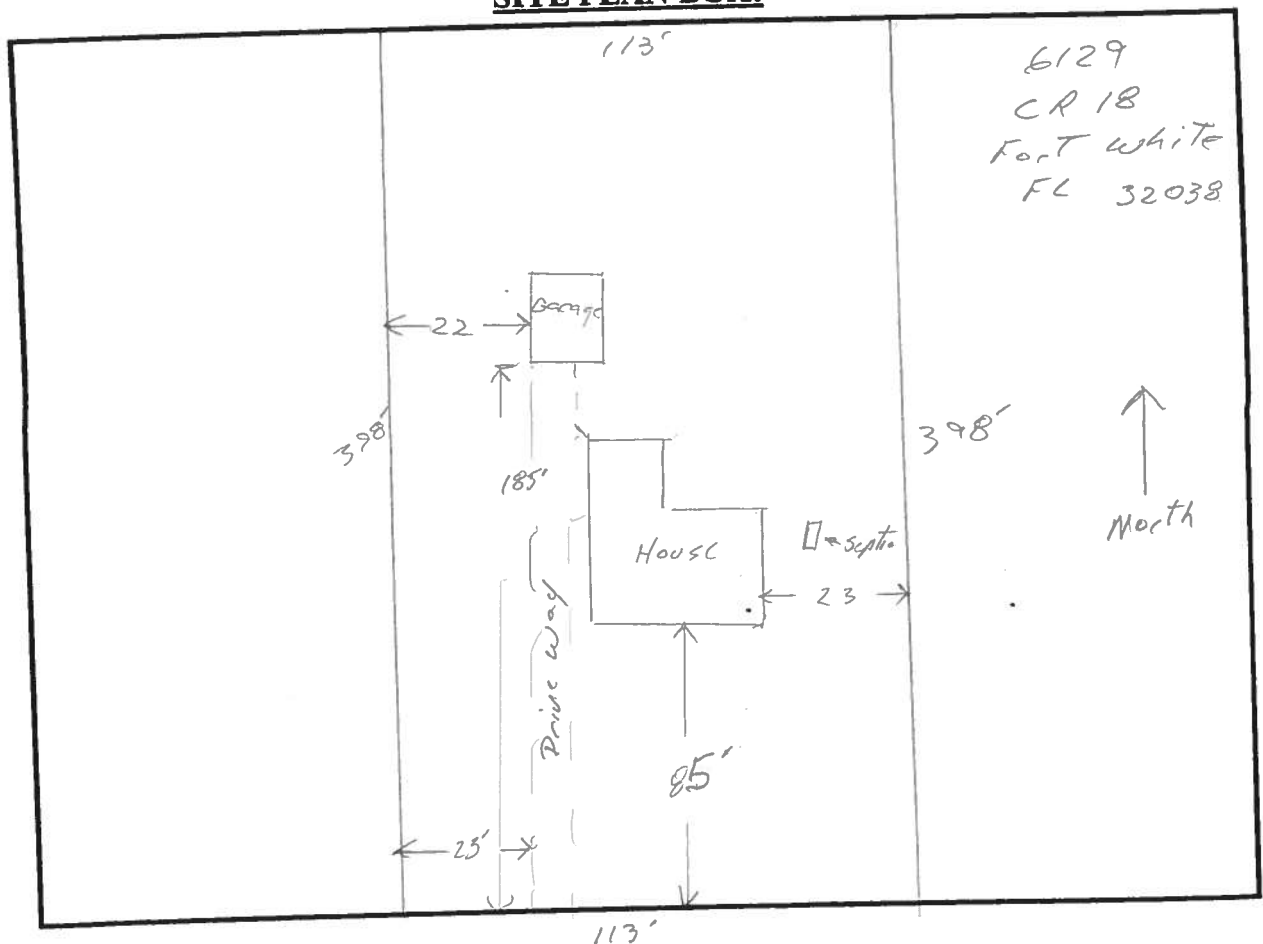 SITE PLAN BOX:
113'
6129
CR 18
Fort White
FL 32038
Garage
22
398'
185'
398'
North
House
septic
23
Drive Way
85'
25'
113'